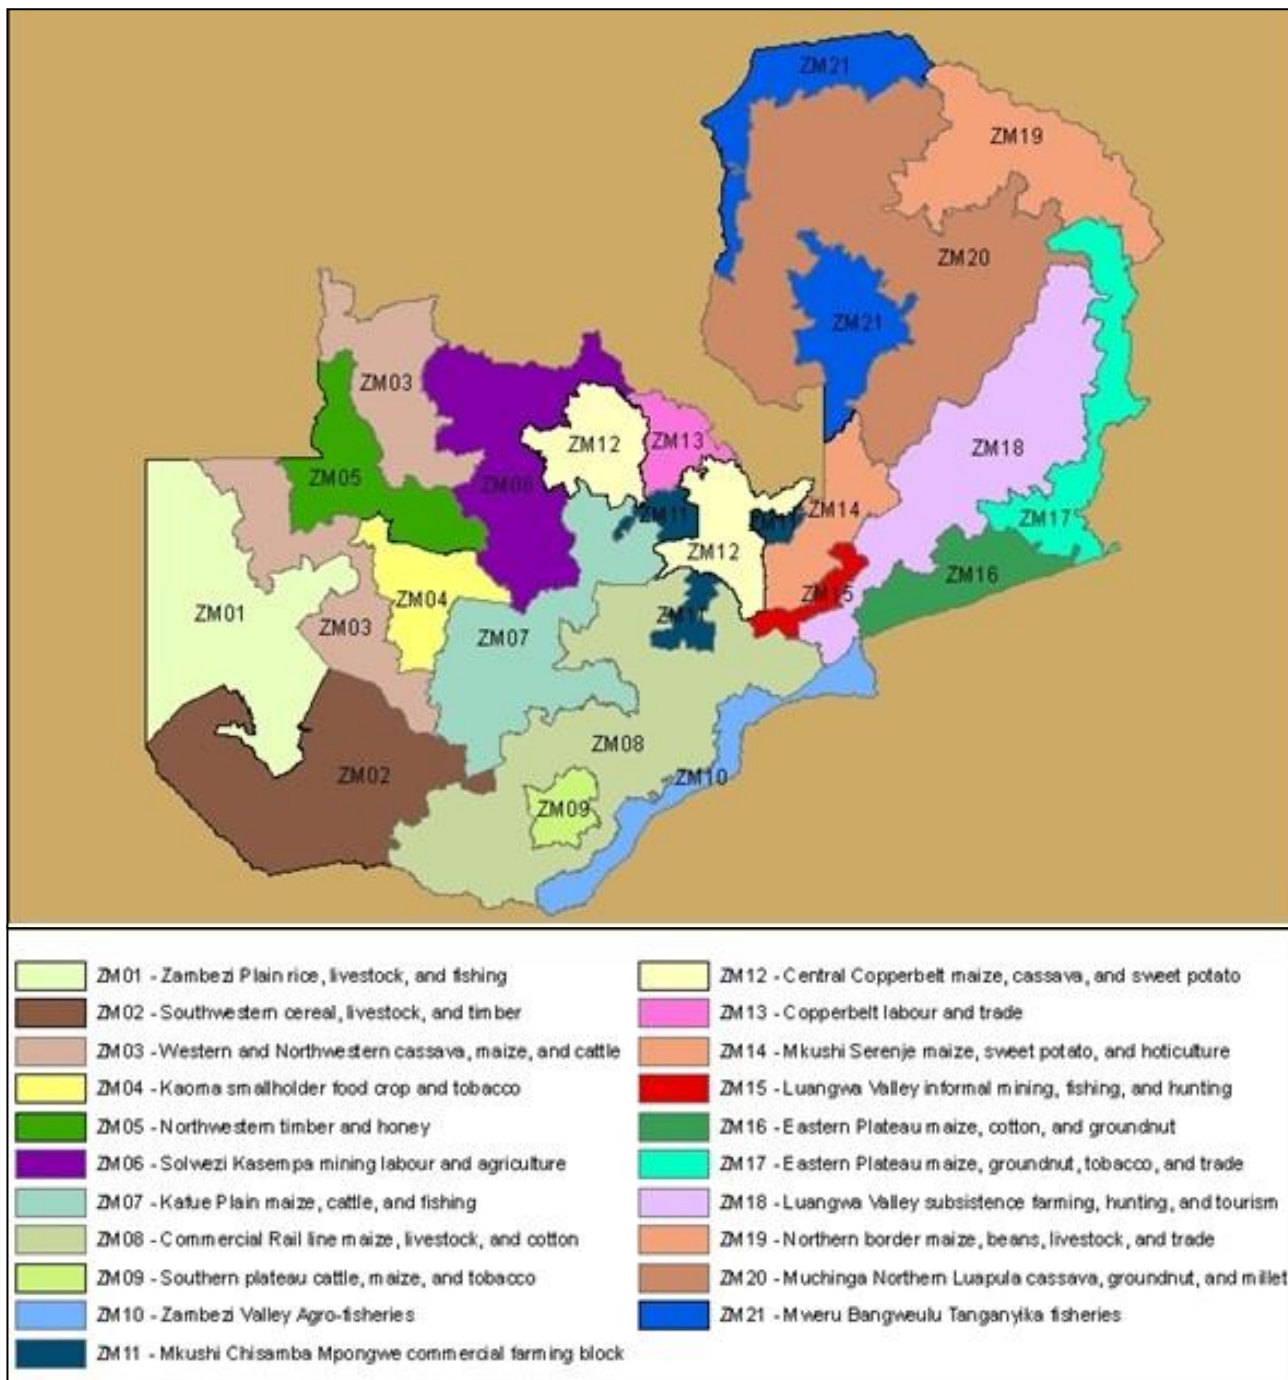 ZM21
ZM19
ZM20
ZM21
ZM03
ZM12
ZM13
ZM18
ZM05
ZM06
ZM11
ZM11
ZM14
ZM17
ZM12
ZM16
ZM04
ZM15
ZM01
ZM11
ZM03
ZM07
ZM08
ZM02
ZM10
ZM09
ZM01 - Zambezi Plain rice, livestock, and fishing
ZM02 - Southwestern cereal, livestock, and timber
ZM03 - Western and Northwestern cassava, maize, and cattle
ZM04 - Kaoma smallholder food crop and tobacco
ZM05 - Northwestern timber and honey
ZM06 - Solwezi Kasempa mining labour and agriculture
ZM07 - Kafue Plain maize, cattle, and fishing
ZM08 - Commercial Rail line maize, livestock, and cotton
ZM09 - Southern plateau cattle, maize, and tobacco
ZM10 - Zambezi Valley Agro-fisheries
ZM11 - Mkushi Chisamba Mpongwe commercial farming block
ZM12 - Central Copperbelt maize, cassava, and sweet potato
ZM13 - Copperbelt labour and trade
ZM14 - Mkushi Serenje maize, sweet potato, and hoticulture
ZM15 - Luangwa Valley informal mining, fishing, and hunting
ZM16 - Eastern Plateau maize, cotton, and groundnut
ZM17 - Eastern Plateau maize, groundnut, tobacco, and trade
ZM18 - Luangwa Valley subsistence farming, hunting, and tourism
ZM19 - Northern border maize, beans, livestock, and trade
ZM20 - Muchinga Northern Luapula cassava, groundnut, and millet
ZM21 - Mweru Bangweulu Tanganyika fisheries